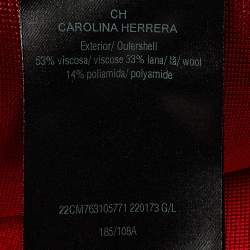 CH
CAROLINA HERRERA
Exterior/ Outershell
53% viscosa/ viscose 33% lana/ lã/ wool
14% poliamida/ polyamide
22CM763105771 220173 G/L
185/108A